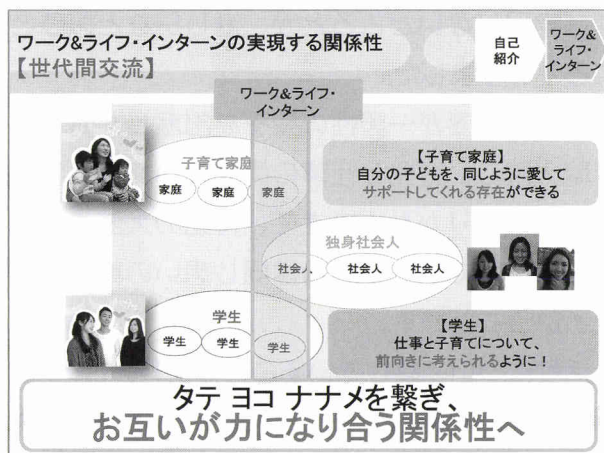 ワーク&ライフ・インターンの実現する関係性
【世代間交流】
自己
紹介
ワーク&
ライフ・
インターン
ワーク&ライフ・
インターン
子育て家庭
家庭 家庭 家庭
【子育て家庭】
自分の子どもを、同じように愛して
サポートしてくれる存在ができる
独身社会人
社会人 社会人 社会人
学生
学生 学生 学生
【学生】
仕事と子育てについて、
前向きに考えられるように！
タテ ヨコ ナナメを繋ぎ、
お互いが力になり合う関係性へ